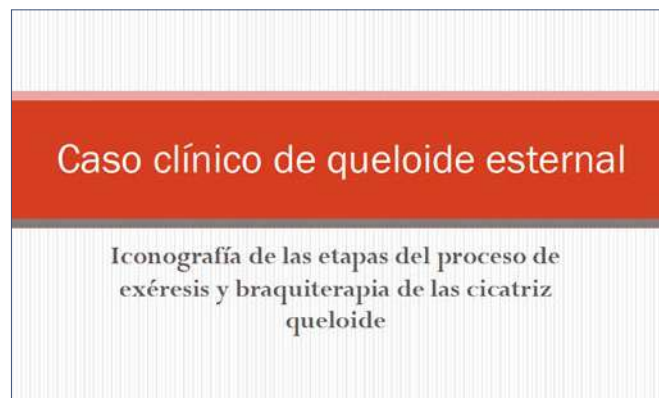 Caso clínico de queloide esternal
Iconografía de las etapas del proceso de
exéresis y braquiterapia de las cicatriz
queloide